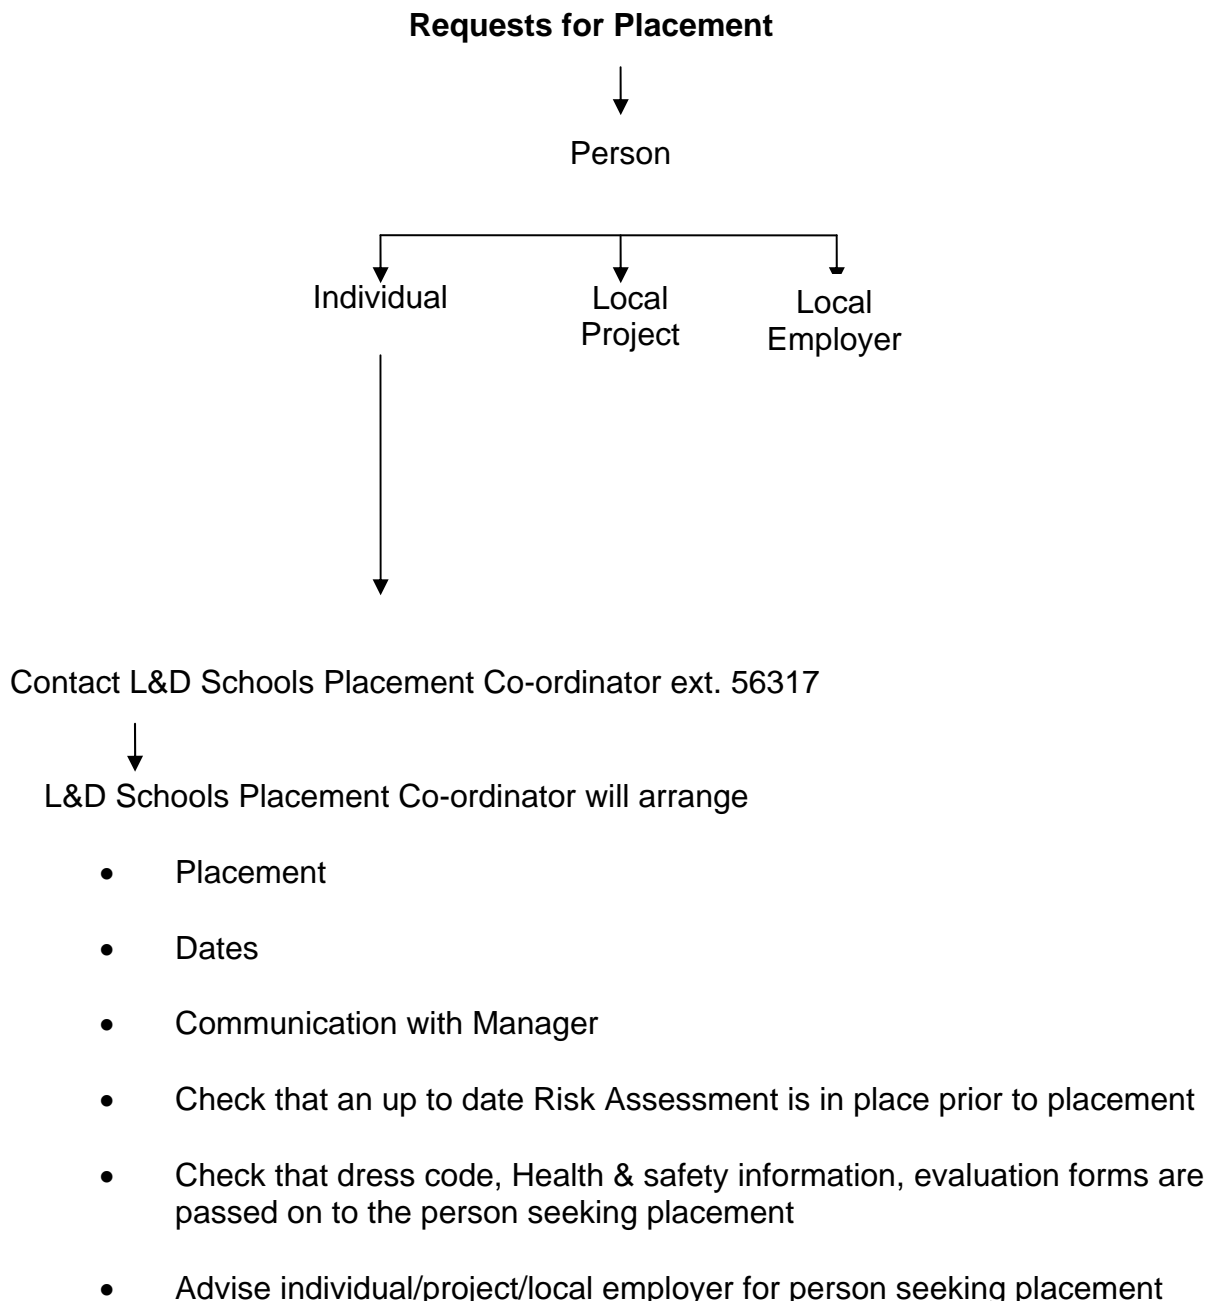 Requests for Placement
Person
Individual
Local
Project
Local
Employer
Contact L&D Schools Placement Co-ordinator ext. 56317
L&D Schools Placement Co-ordinator will arrange
• Placement
• Dates
• Communication with Manager
• Check that an up to date Risk Assessment is in place prior to placement
• Check that dress code, Health & safety information, evaluation forms are
passed on to the person seeking placement
• Advise individual/project/local employer for person seeking placement